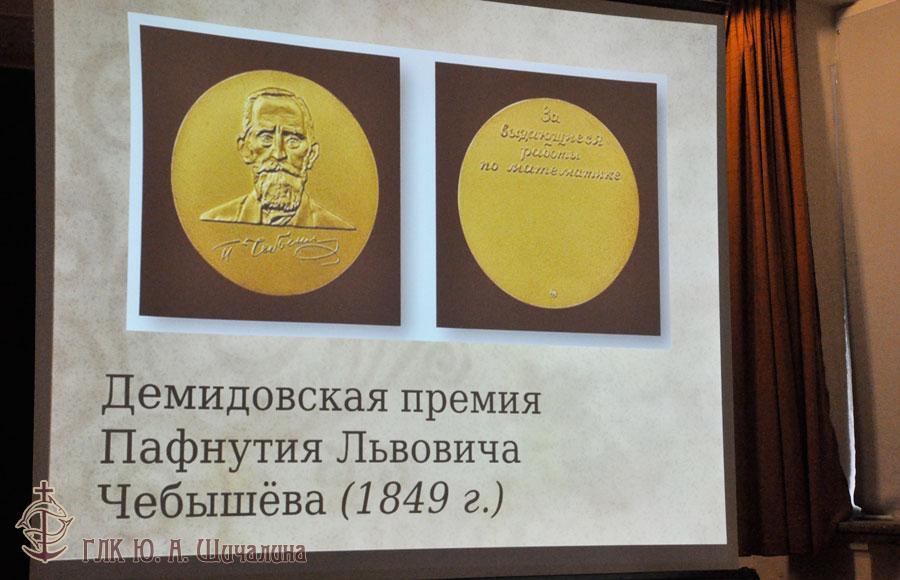 За
выдающиеся
работы
по математике
Демидовская премия
Пафнутия Львовича
Чебышёва (1849 г.)
ГЛК Ю. А. Шичалина